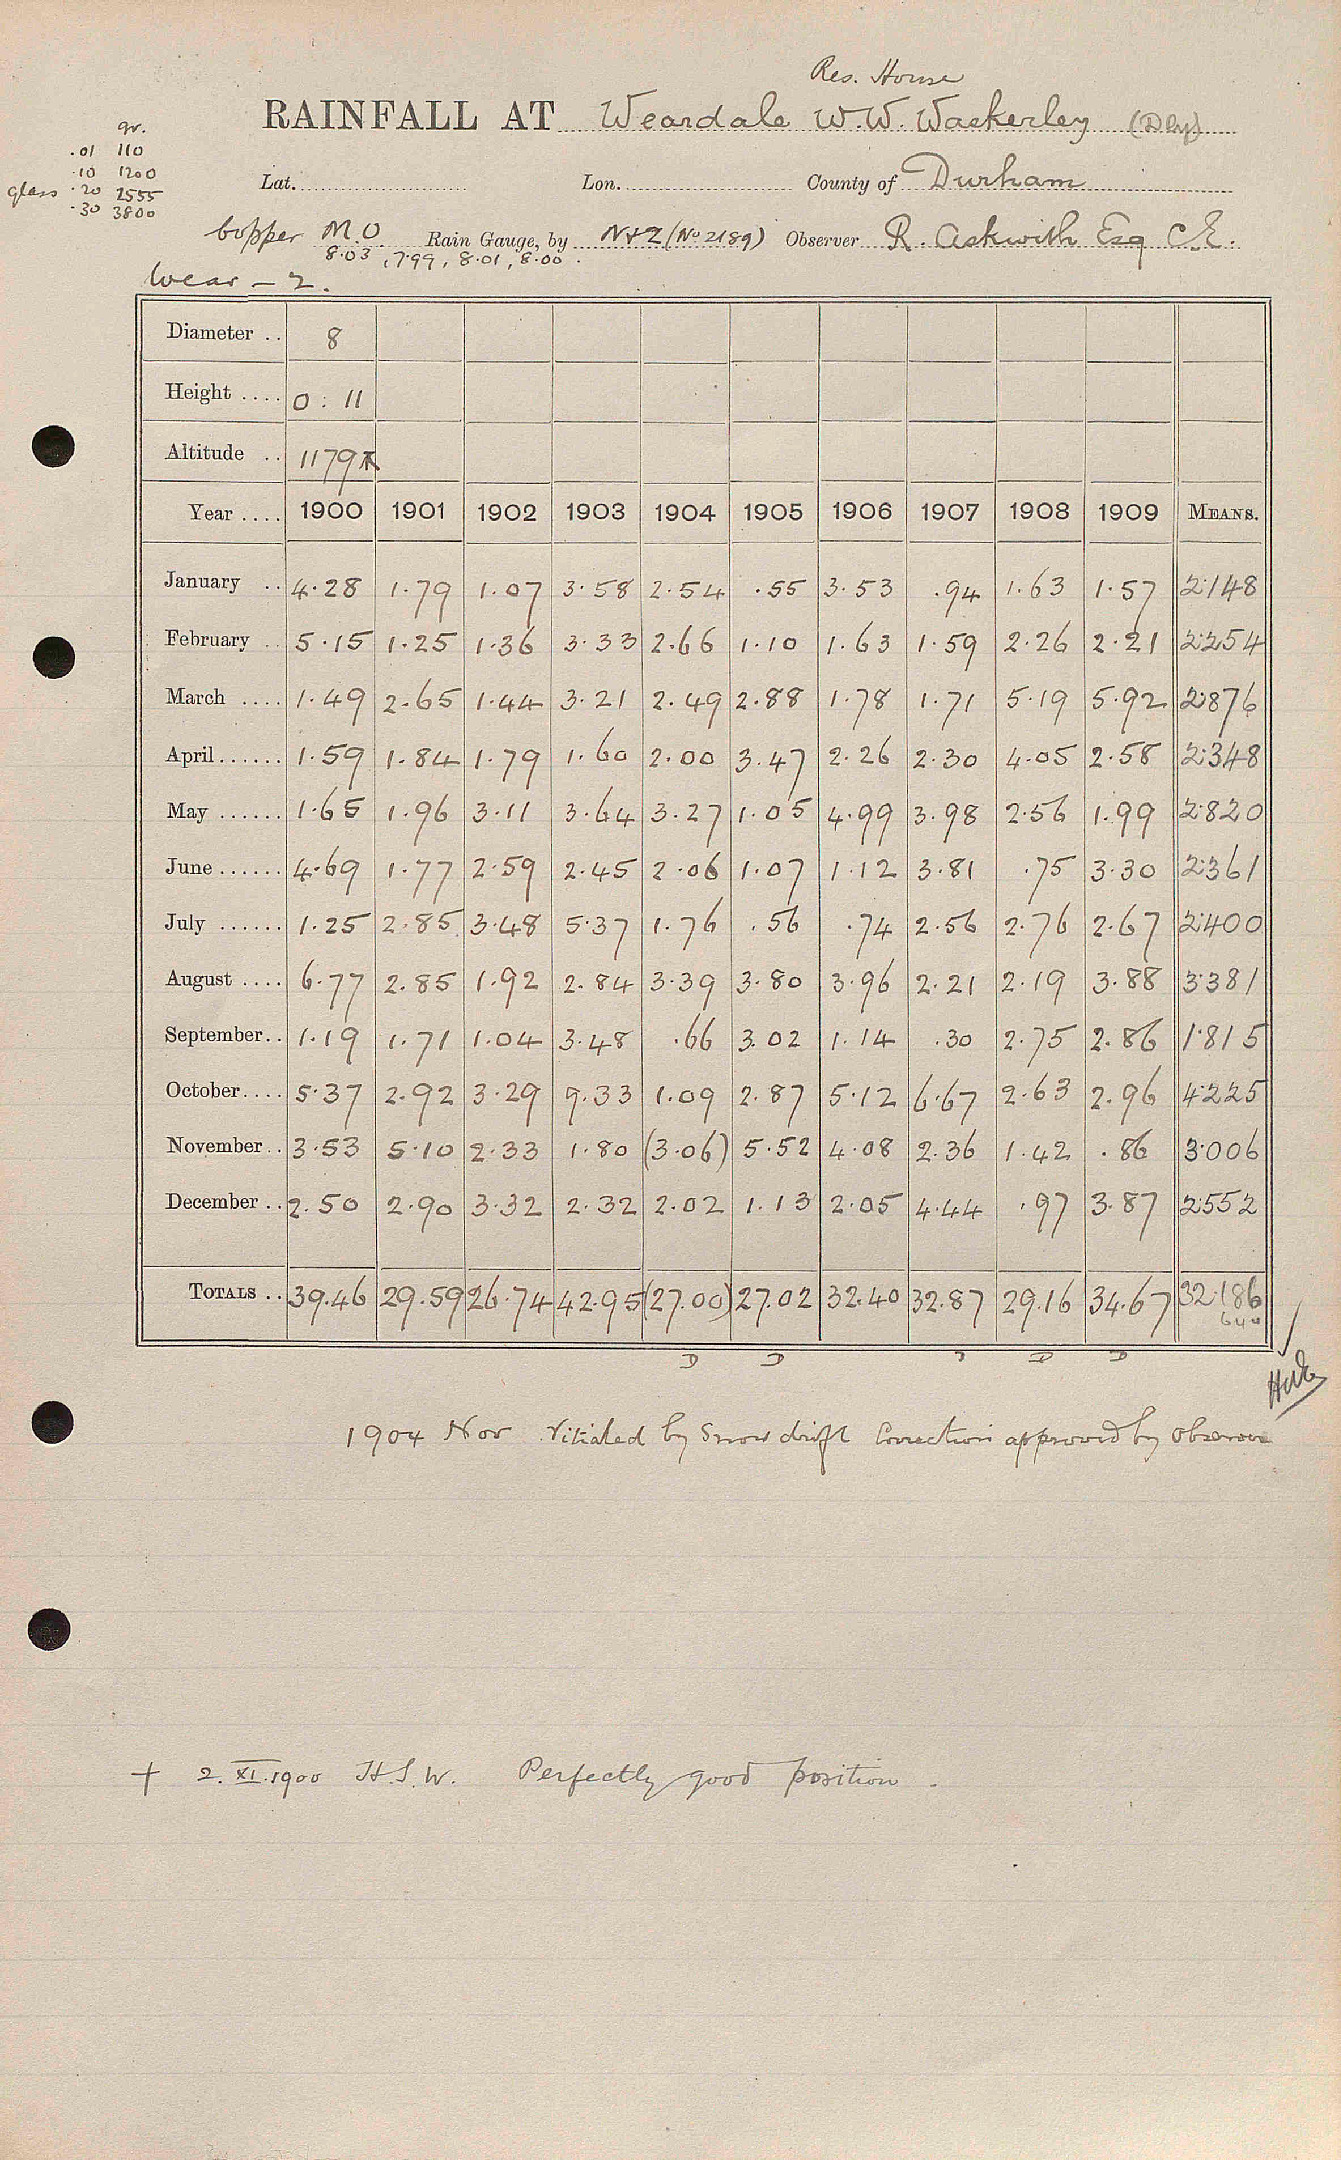 Res. House
RAINFALL AT Weardale W.W. Waskerley (Dly)
gr.
.01 110
.10 1200
glass .20 2555
.30 3800
Lat. Lon. County of Durham
Copper M.O. Rain Gauge, by N+Z (No 2189) Observer R. Askwith Esq C.E.
8.03, 7.99, 8.01, 8.00.
Wear – 2.
Diameter .. 8
Height .... 0 : 11
Altitude .. 1179
Year .... 1900 1901 1902 1903 1904 1905 1906 1907 1908 1909 MEANS.
January .. 4.28 1.79 1.07 3.58 2.54 .55 3.53 .94 1.63 1.57 2.148
February .. 5.15 1.25 1.36 3.33 2.66 1.10 1.63 1.59 2.26 2.21 2.254
March .... 1.49 2.65 1.44 3.21 2.49 2.88 1.78 1.71 5.19 5.92 2.876
April ...... 1.59 1.84 1.79 1.60 2.00 3.47 2.26 2.30 4.05 2.58 2.348
May ...... 1.65 1.96 3.11 3.64 3.27 1.05 4.99 3.98 2.56 1.99 2.820
June ...... 4.69 1.77 2.59 2.45 2.06 1.07 1.12 3.81 .75 3.30 2.361
July ...... 1.25 2.85 3.48 5.37 1.76 .56 .74 2.56 2.76 2.67 2.400
August .... 6.77 2.85 1.92 2.84 3.39 3.80 3.96 2.21 2.19 3.88 3.381
September.. 1.19 1.71 1.04 3.48 .66 3.02 1.14 .30 2.75 2.86 1.815
October.... 5.37 2.92 3.29 9.33 1.09 2.87 5.12 6.67 2.63 2.96 4.225
November.. 3.53 5.10 2.33 1.80 (3.06) 5.52 4.08 2.36 1.42 .86 3.006
December .. 2.50 2.90 3.32 2.32 2.02 1.13 2.05 4.44 .97 3.87 2.552
TOTALS .. 39.46 29.59 26.74 42.95 (27.00) 27.02 32.40 32.87 29.16 34.67 32.186
D D D D
1904 Nov vitiated by Snow drift Correction approved by Observer
+ 2.XI.1900 H.S.W. Perfectly good position.